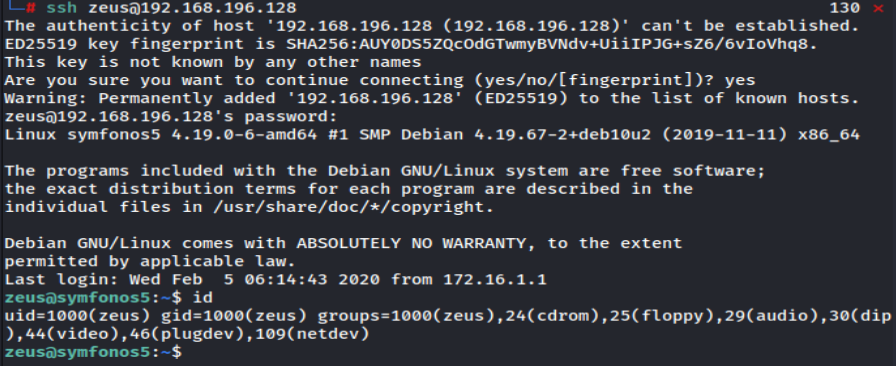 └─# ssh zeus@192.168.196.128 130 ⨯
The authenticity of host '192.168.196.128 (192.168.196.128)' can't be established.
ED25519 key fingerprint is SHA256:AUY0DS5ZQcOdGTwmyBVNdv+UiiIPJG+sZ6/6vIoVhq8.
This key is not known by any other names
Are you sure you want to continue connecting (yes/no/[fingerprint])? yes
Warning: Permanently added '192.168.196.128' (ED25519) to the list of known hosts.
zeus@192.168.196.128's password:
Linux symfonos5 4.19.0-6-amd64 #1 SMP Debian 4.19.67-2+deb10u2 (2019-11-11) x86_64
The programs included with the Debian GNU/Linux system are free software;
the exact distribution terms for each program are described in the
individual files in /usr/share/doc/*/copyright.
Debian GNU/Linux comes with ABSOLUTELY NO WARRANTY, to the extent
permitted by applicable law.
Last login: Wed Feb  5 06:14:43 2020 from 172.16.1.1
zeus@symfonos5:~$ id
uid=1000(zeus) gid=1000(zeus) groups=1000(zeus),24(cdrom),25(floppy),29(audio),30(dip
),44(video),46(plugdev),109(netdev)
zeus@symfonos5:~$